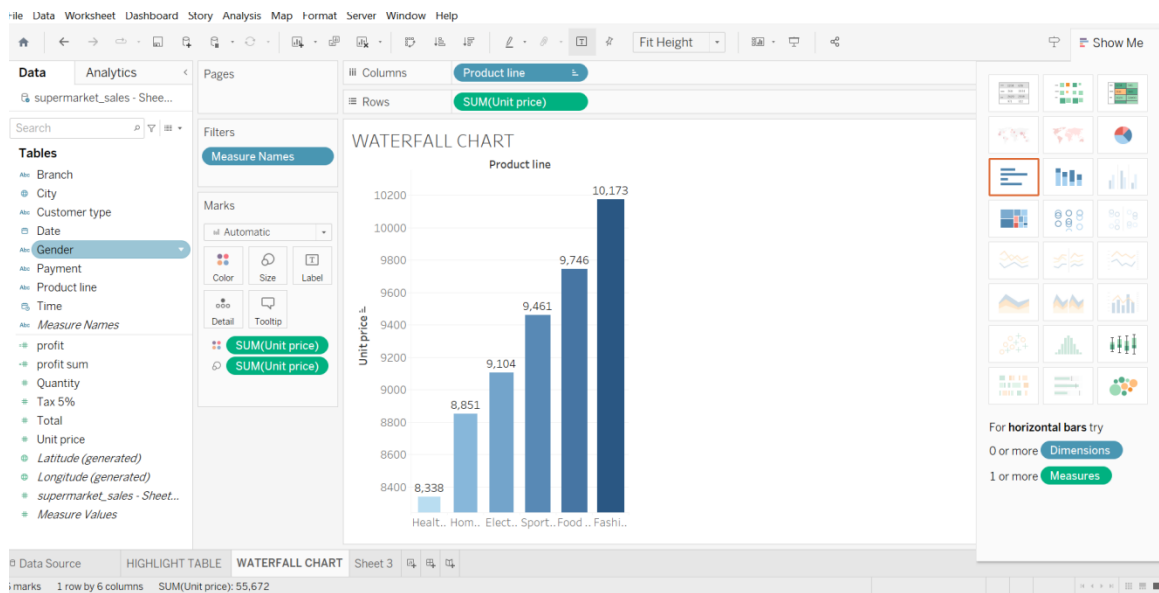 ile Data Worksheet Dashboard Story Analysis Map Format Server Window Help
Fit Height
Show Me
Data Analytics
supermarket_sales - Shee...
Search
Tables
Abc Branch
City
Abc Customer type
Date
Abc Gender
Abc Payment
Abc Product line
Time
Abc Measure Names
profit
profit sum
Quantity
Tax 5%
Total
Unit price
Latitude (generated)
Longitude (generated)
supermarket_sales - Sheet...
Measure Values
Pages
Filters
Measure Names
Marks
Automatic
Color Size Label
Detail Tooltip
SUM(Unit price)
SUM(Unit price)
Columns Product line
Rows SUM(Unit price)
WATERFALL CHART
Product line
Unit price
10200
10000
9800
9600
9400
9200
9000
8800
8600
8400
8,338
8,851
9,104
9,461
9,746
10,173
Healt.. Hom.. Elect.. Sport.. Food .. Fashi..
For horizontal bars try
0 or more Dimensions
1 or more Measures
Data Source HIGHLIGHT TABLE WATERFALL CHART Sheet 3
marks 1 row by 6 columns SUM(Unit price): 55,672